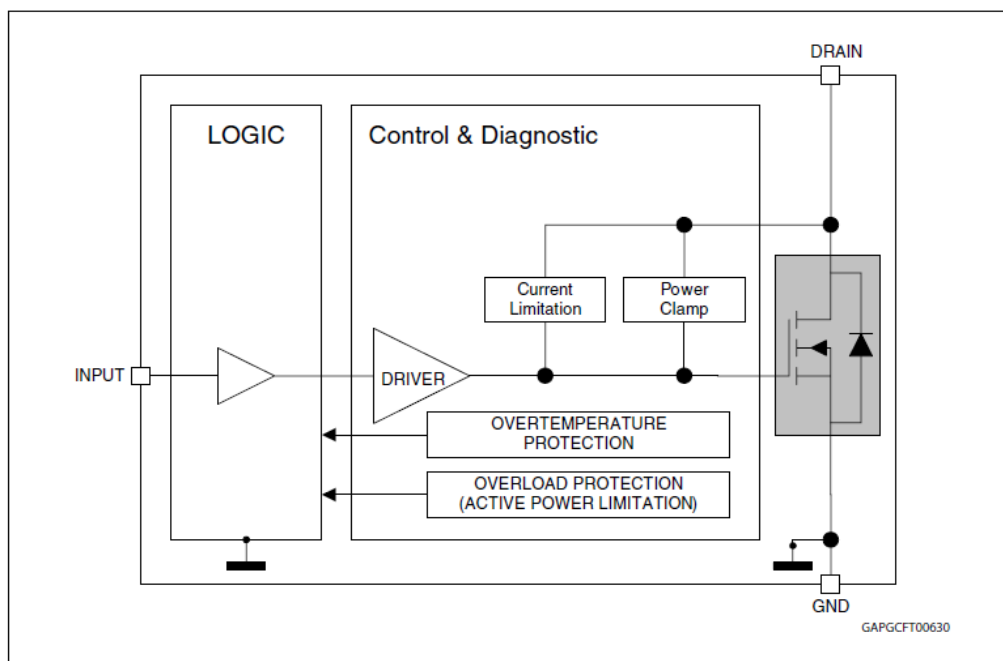 DRAIN
LOGIC
Control & Diagnostic
Current
Limitation
Power
Clamp
INPUT
DRIVER
OVERTEMPERATURE
PROTECTION
OVERLOAD PROTECTION
(ACTIVE POWER LIMITATION)
GND
GAPGCFT00630